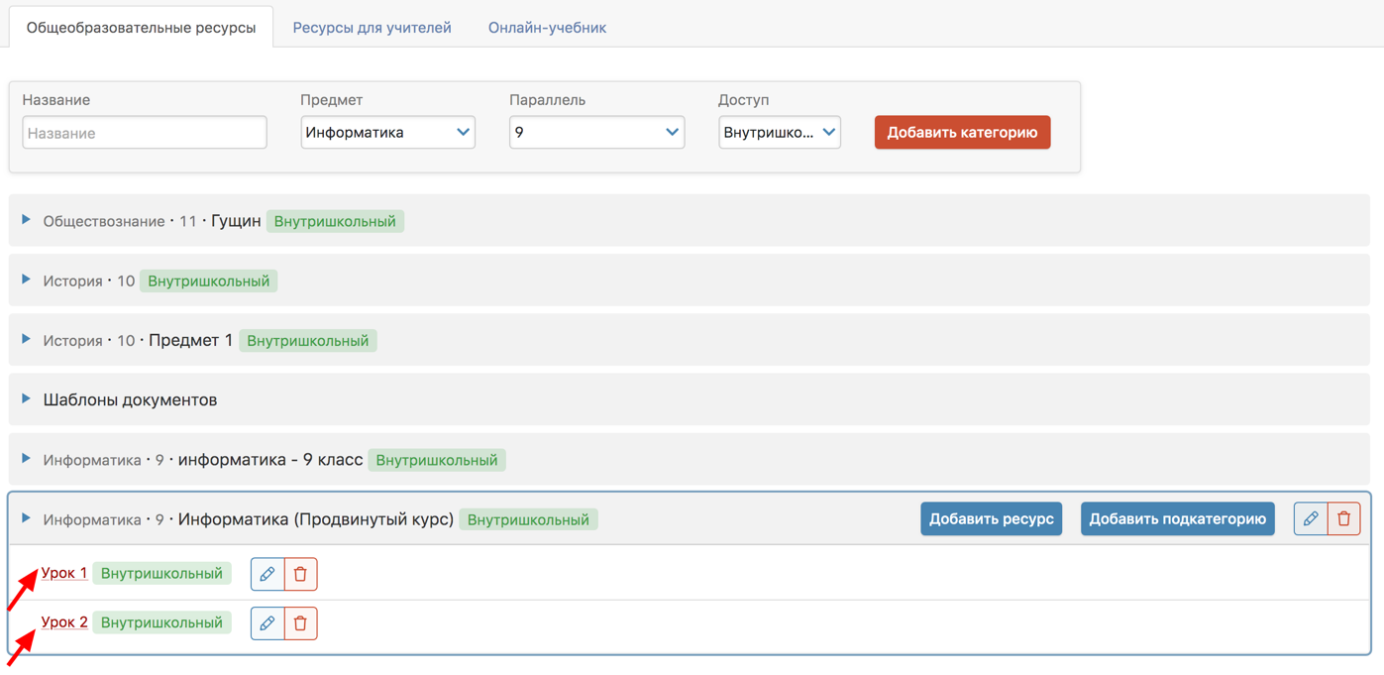 Общеобразовательные ресурсы Ресурсы для учителей Онлайн-учебник
Название Предмет Параллель Доступ
Название Информатика 9 Внутришко... Добавить категорию
Обществознание · 11 · Гущин Внутришкольный
История · 10 Внутришкольный
История · 10 · Предмет 1 Внутришкольный
Шаблоны документов
Информатика · 9 · информатика - 9 класс Внутришкольный
Информатика · 9 · Информатика (Продвинутый курс) Внутришкольный Добавить ресурс Добавить подкатегорию
Урок 1 Внутришкольный
Урок 2 Внутришкольный